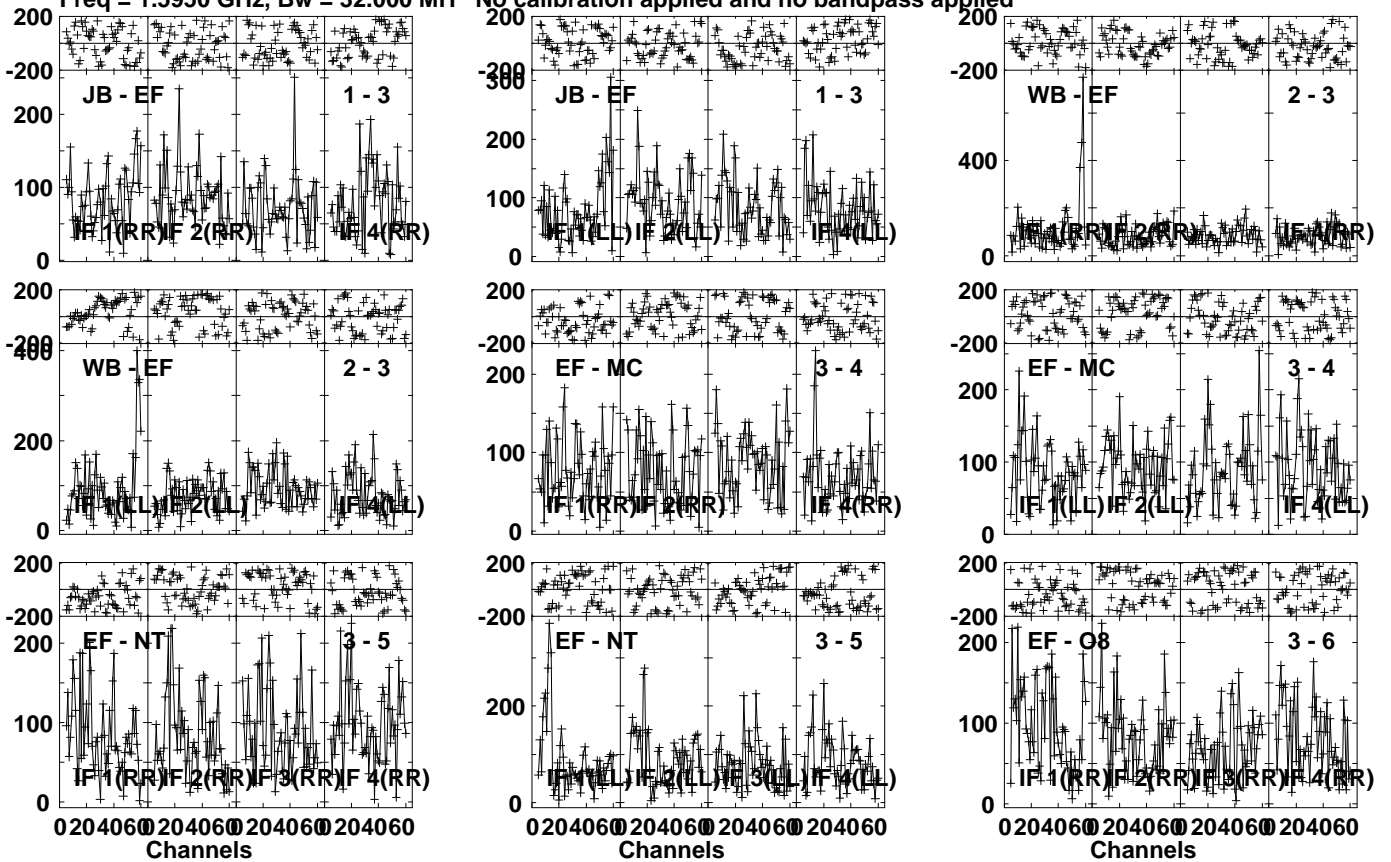 Freq = 1.5950 GHz, Bw = 32.000 MH No calibration applied and no bandpass applied
200
-200
JB - EF 1 - 3
200
100
0
IF 1(RR) IF 2(RR) IF 4(RR)
-200
JB - EF 1 - 3
300
200
100
0
IF 1(LL) IF 2(LL) IF 4(LL)
200
-200
WB - EF 2 - 3
400
200
0
IF 1(RR) IF 2(RR) IF 4(RR)
200
-200
WB - EF 2 - 3
400
200
0
IF 1(LL) IF 2(LL) IF 4(LL)
200
-200
EF - MC 3 - 4
200
100
0
IF 1(RR) IF 2(RR) IF 4(RR)
200
-200
EF - MC 3 - 4
200
100
0
IF 1(LL) IF 2(LL) IF 4(LL)
200
-200
EF - NT 3 - 5
200
100
0
IF 1(RR) IF 2(RR) IF 3(RR) IF 4(RR)
0 20 40 60 0 20 40 60 0 20 40 60 0 20 40 60
Channels
200
-200
EF - NT 3 - 5
200
0
IF 1(LL) IF 2(LL) IF 3(LL) IF 4(LL)
0 20 40 60 0 20 40 60 0 20 40 60 0 20 40 60
Channels
200
-200
EF - O8 3 - 6
200
100
0
IF 1(RR) IF 2(RR) IF 3(RR) IF 4(RR)
0 20 40 60 0 20 40 60 0 20 40 60 0 20 40 60
Channels